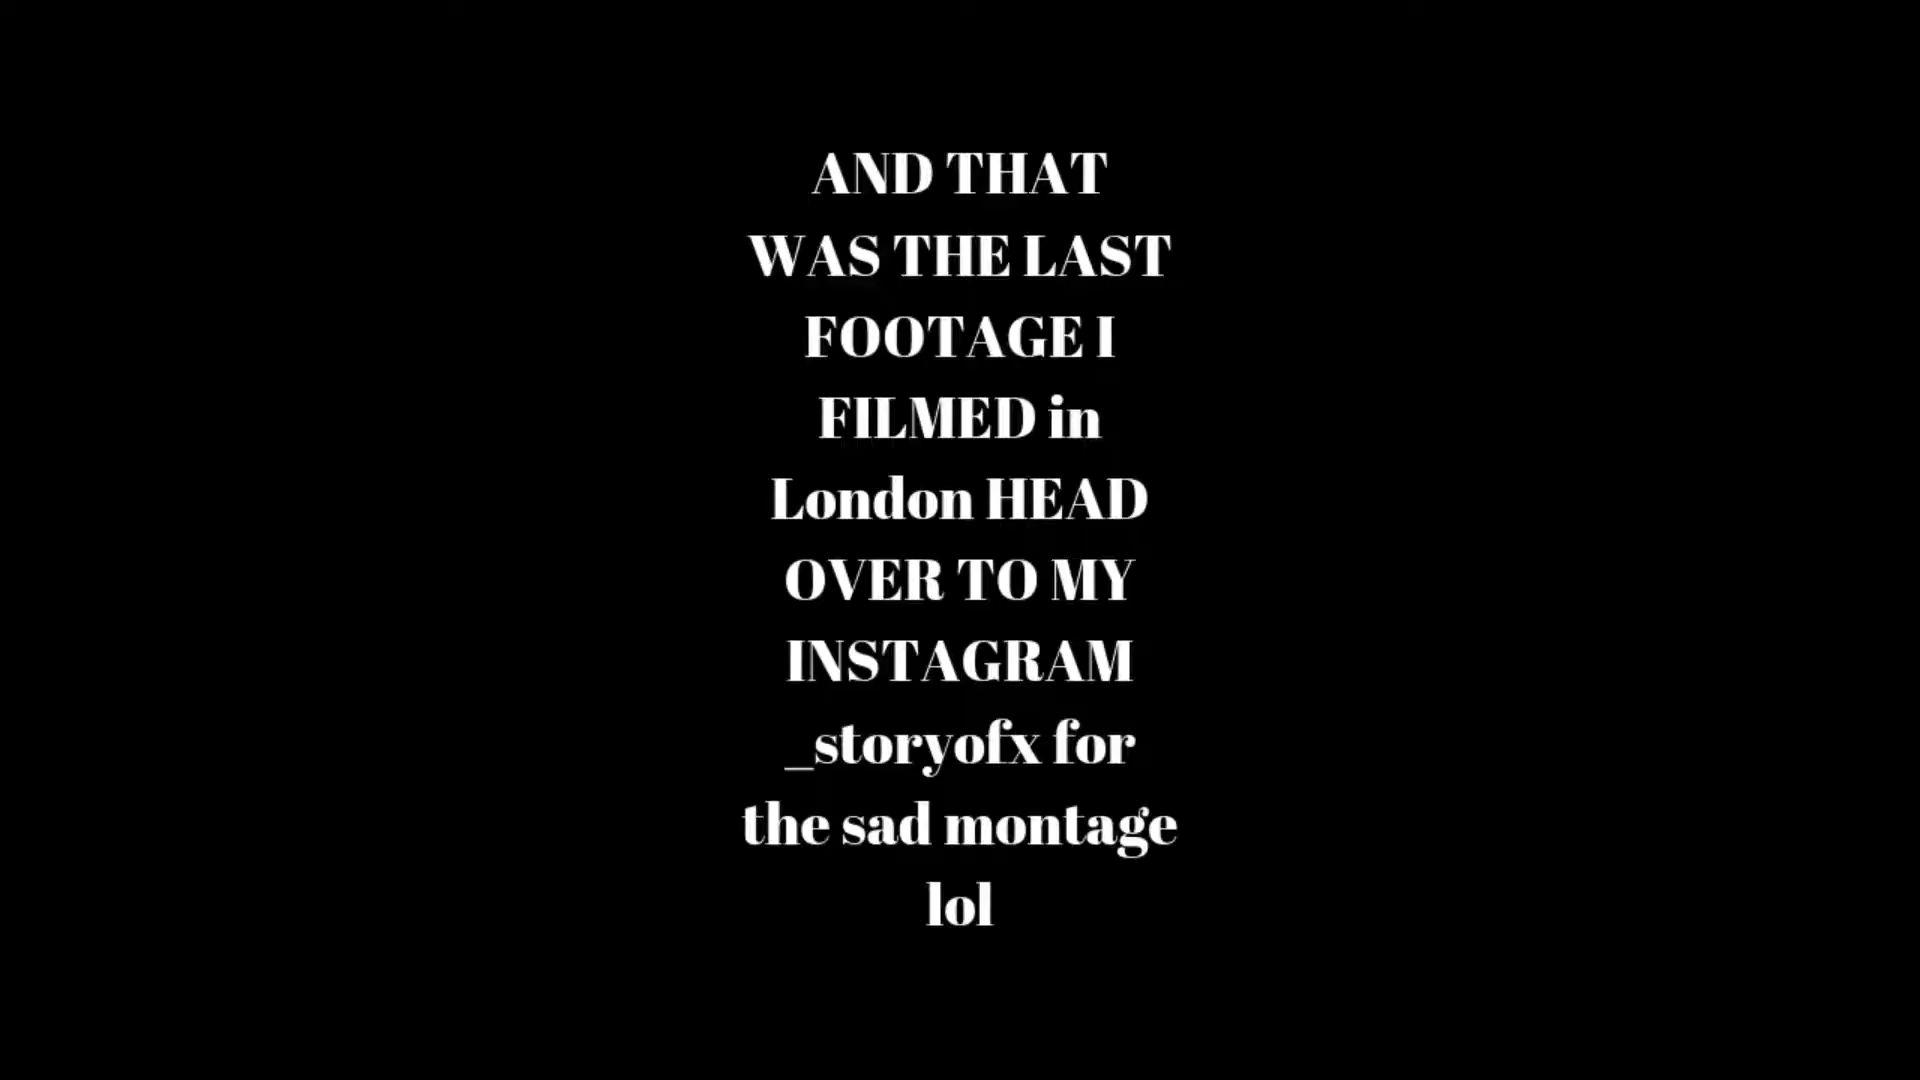 AND THAT
WAS THE LAST
FOOTAGE I
FILMED in
London HEAD
OVER TO MY
INSTAGRAM
_storyofx for
the sad montage
lol